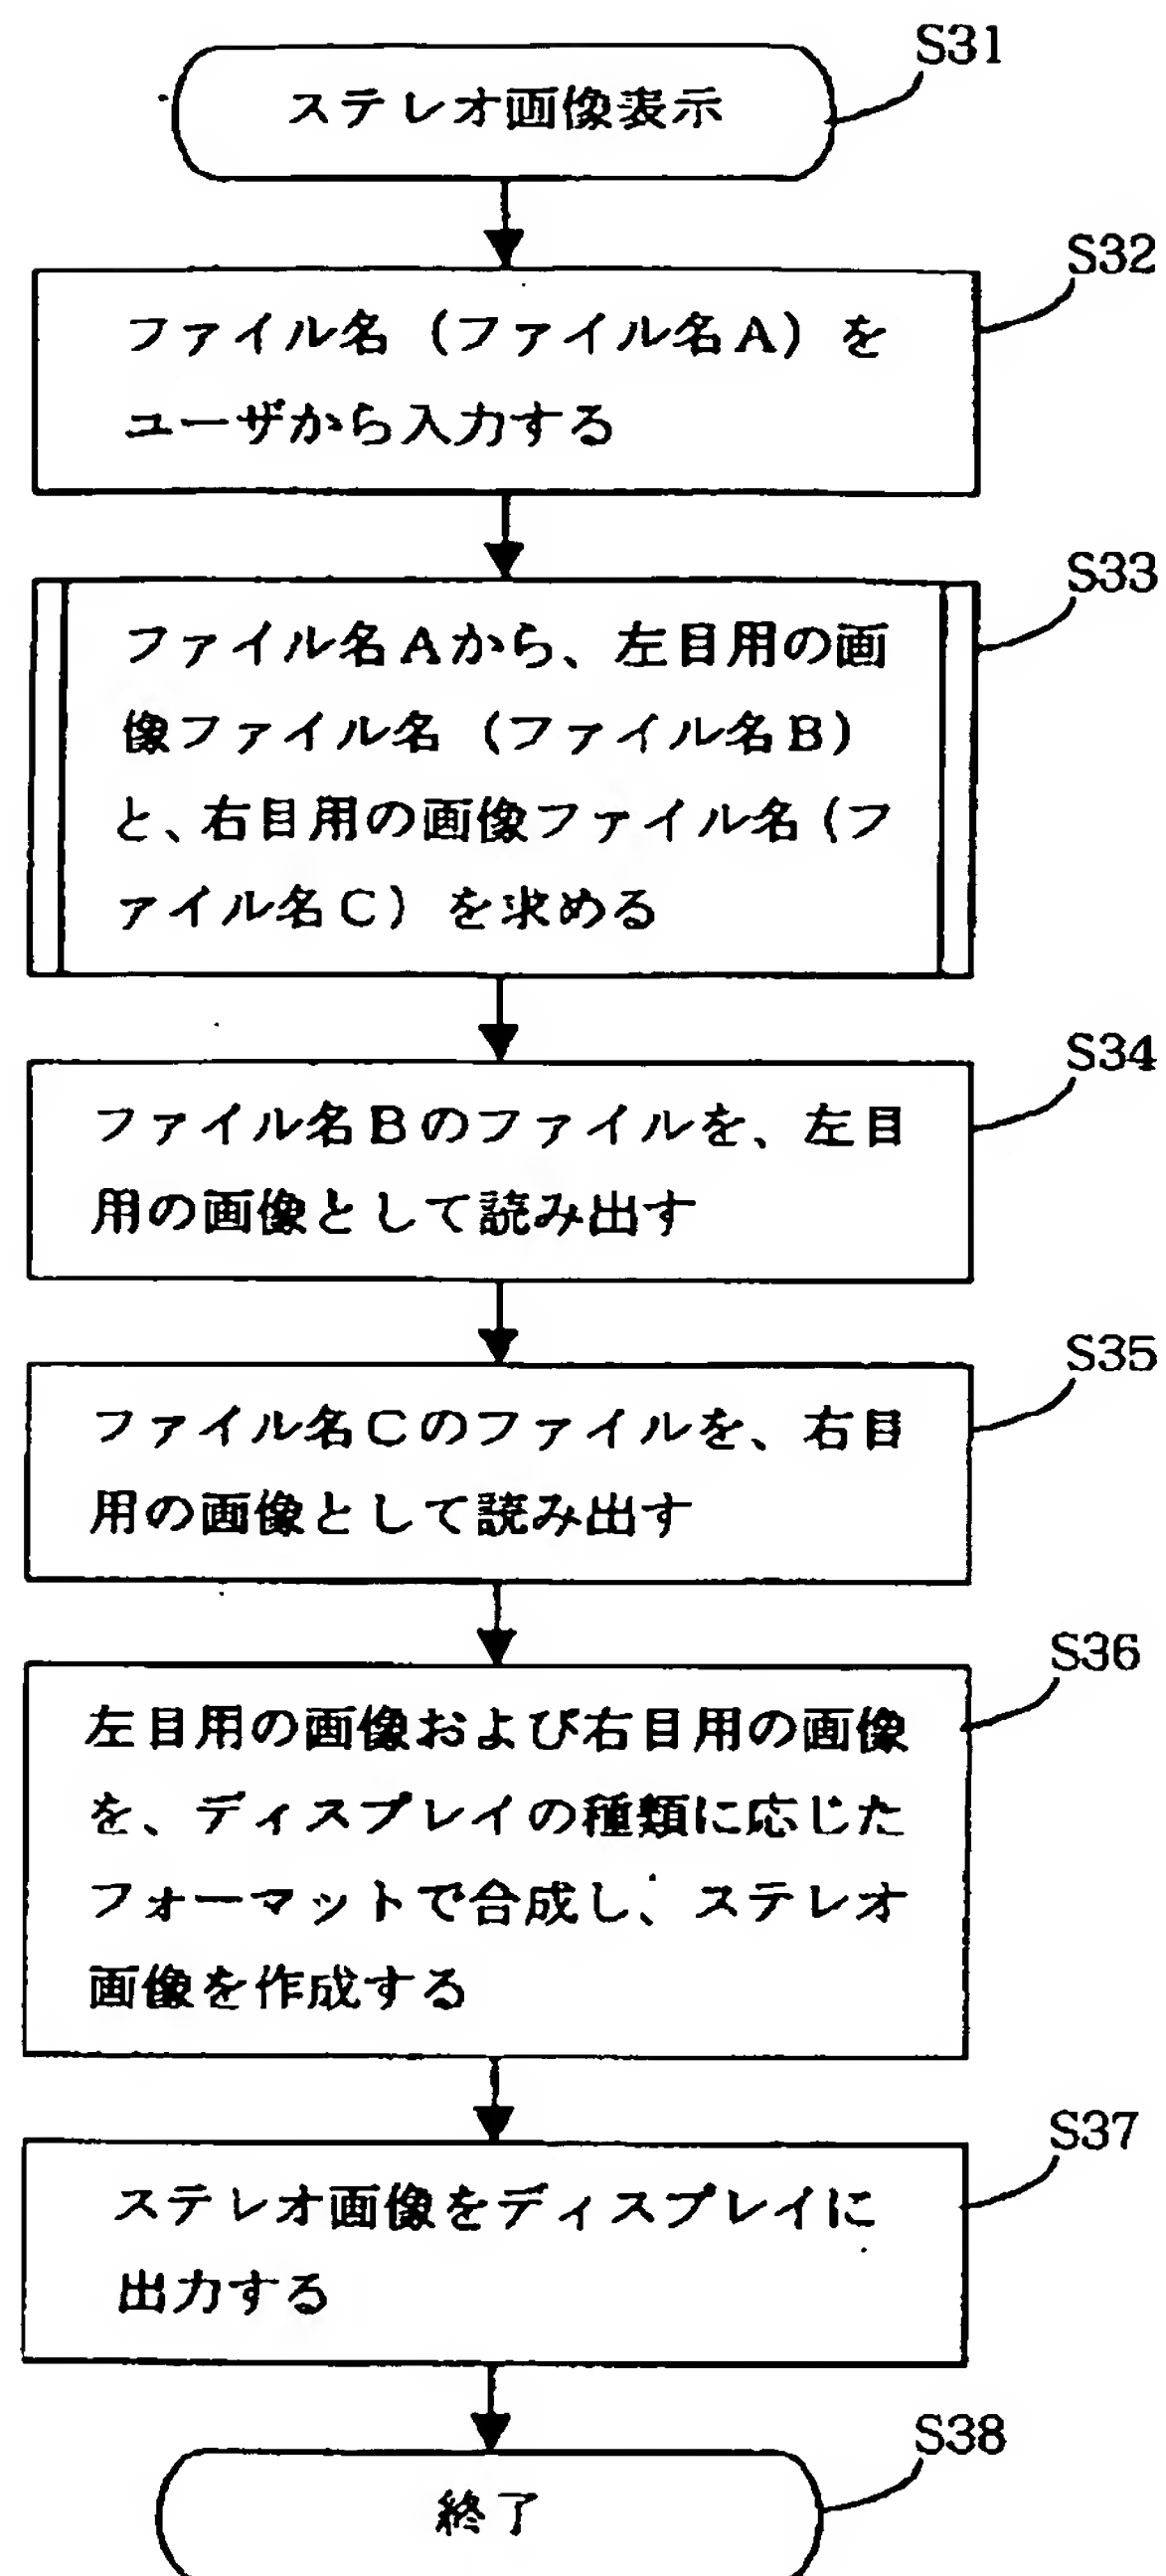 S31
ステレオ画像表示
S32
ファイル名（ファイル名A）を
ユーザから入力する
S33
ファイル名Aから、左目用の画
像ファイル名（ファイル名B）
と、右目用の画像ファイル名（フ
ァイル名C）を求める
S34
ファイル名Bのファイルを、左目
用の画像として読み出す
S35
ファイル名Cのファイルを、右目
用の画像として読み出す
S36
左目用の画像および右目用の画像
を、ディスプレイの種類に応じた
フォーマットで合成し、ステレオ
画像を作成する
S37
ステレオ画像をディスプレイに
出力する
S38
終了